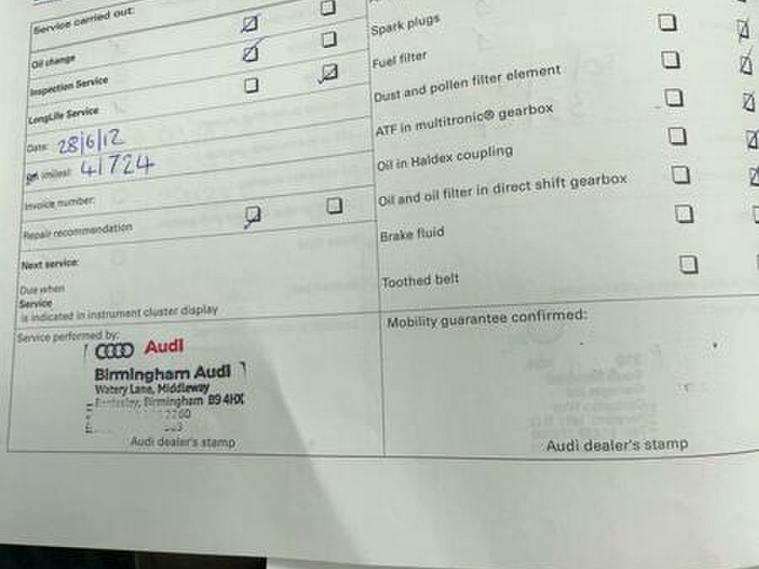 Service carried out:
Oil change
Inspection Service
LongLife Service
Date: 28/6/12
km (miles): 41724
Invoice number:
Repair recommendation
Next service:
Due when
Service
is indicated in instrument cluster display
Service performed by:
Audi
Birmingham Audi
Watery Lane, Middleway
Birmingham B9 4HX
2260
Audi dealer's stamp
Spark plugs
Fuel filter
Dust and pollen filter element
ATF in multitronic® gearbox
Oil in Haldex coupling
Oil and oil filter in direct shift gearbox
Brake fluid
Toothed belt
Mobility guarantee confirmed:
Audi dealer's stamp